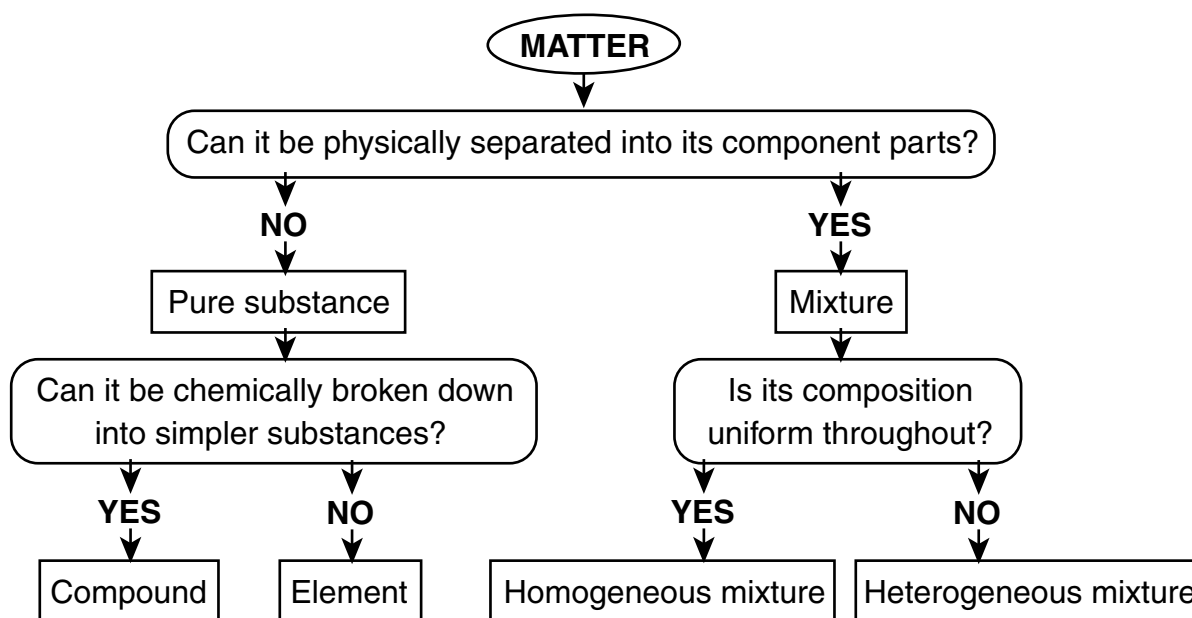 MATTER
Can it be physically separated into its component parts?
NO
YES
Pure substance
Mixture
Can it be chemically broken down
into simpler substances?
Is its composition
uniform throughout?
YES
NO
YES
NO
Compound
Element
Homogeneous mixture
Heterogeneous mixture